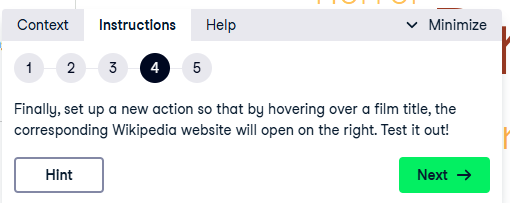 Context Instructions Help Minimize
1 2 3 4 5
Finally, set up a new action so that by hovering over a film title, the
corresponding Wikipedia website will open on the right. Test it out!
Hint Next →